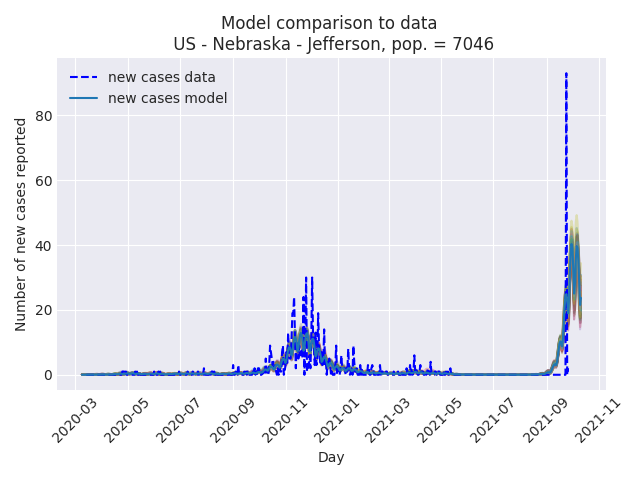 Model comparison to data
US - Nebraska - Jefferson, pop. = 7046
new cases data
new cases model
Number of new cases reported
80
60
40
20
0
2020-03
2020-05
2020-07
2020-09
2020-11
2021-01
2021-03
2021-05
2021-07
2021-09
2021-11
Day